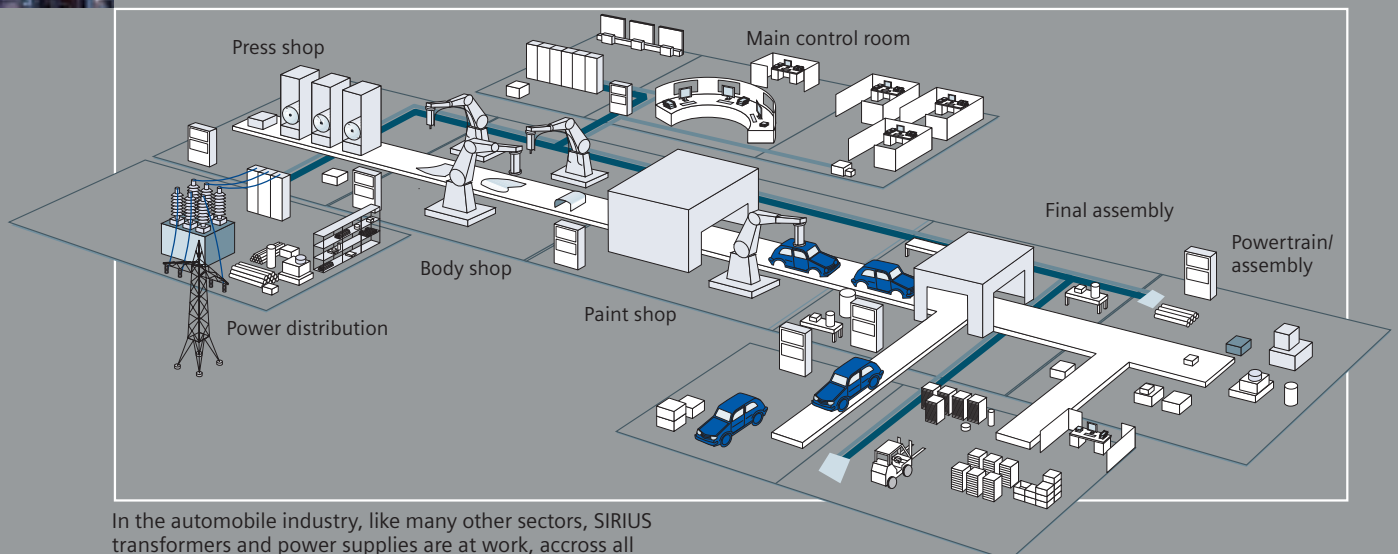 Press shop
Main control room
Final assembly
Powertrain/
assembly
Body shop
Paint shop
Power distribution
In the automobile industry, like many other sectors, SIRIUS
transformers and power supplies are at work, accross all